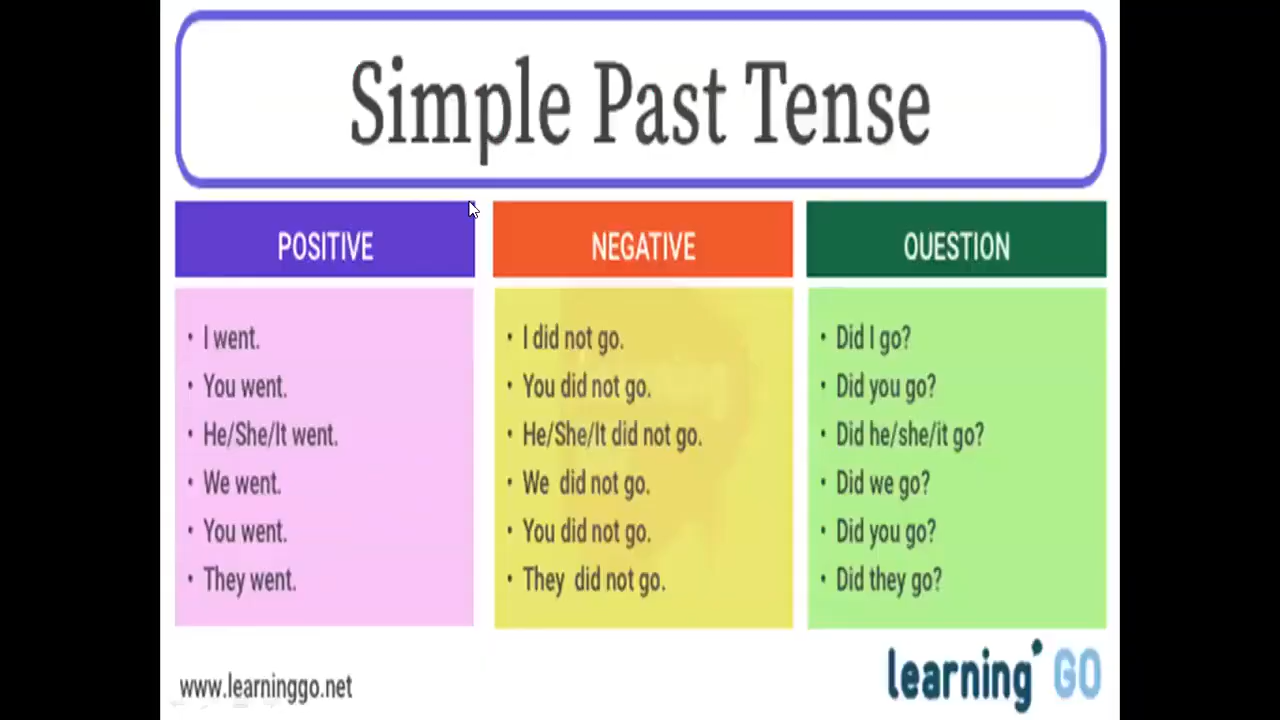 Simple Past Tense
POSITIVE
• I went.
• You went.
• He/She/It went.
• We went.
• You went.
• They went.
NEGATIVE
• I did not go.
• You did not go.
• He/She/It did not go.
• We did not go.
• You did not go.
• They did not go.
OUESTION
• Did I go?
• Did you go?
• Did he/she/it go?
• Did we go?
• Did you go?
• Did they go?
www.learninggo.net
learning GO